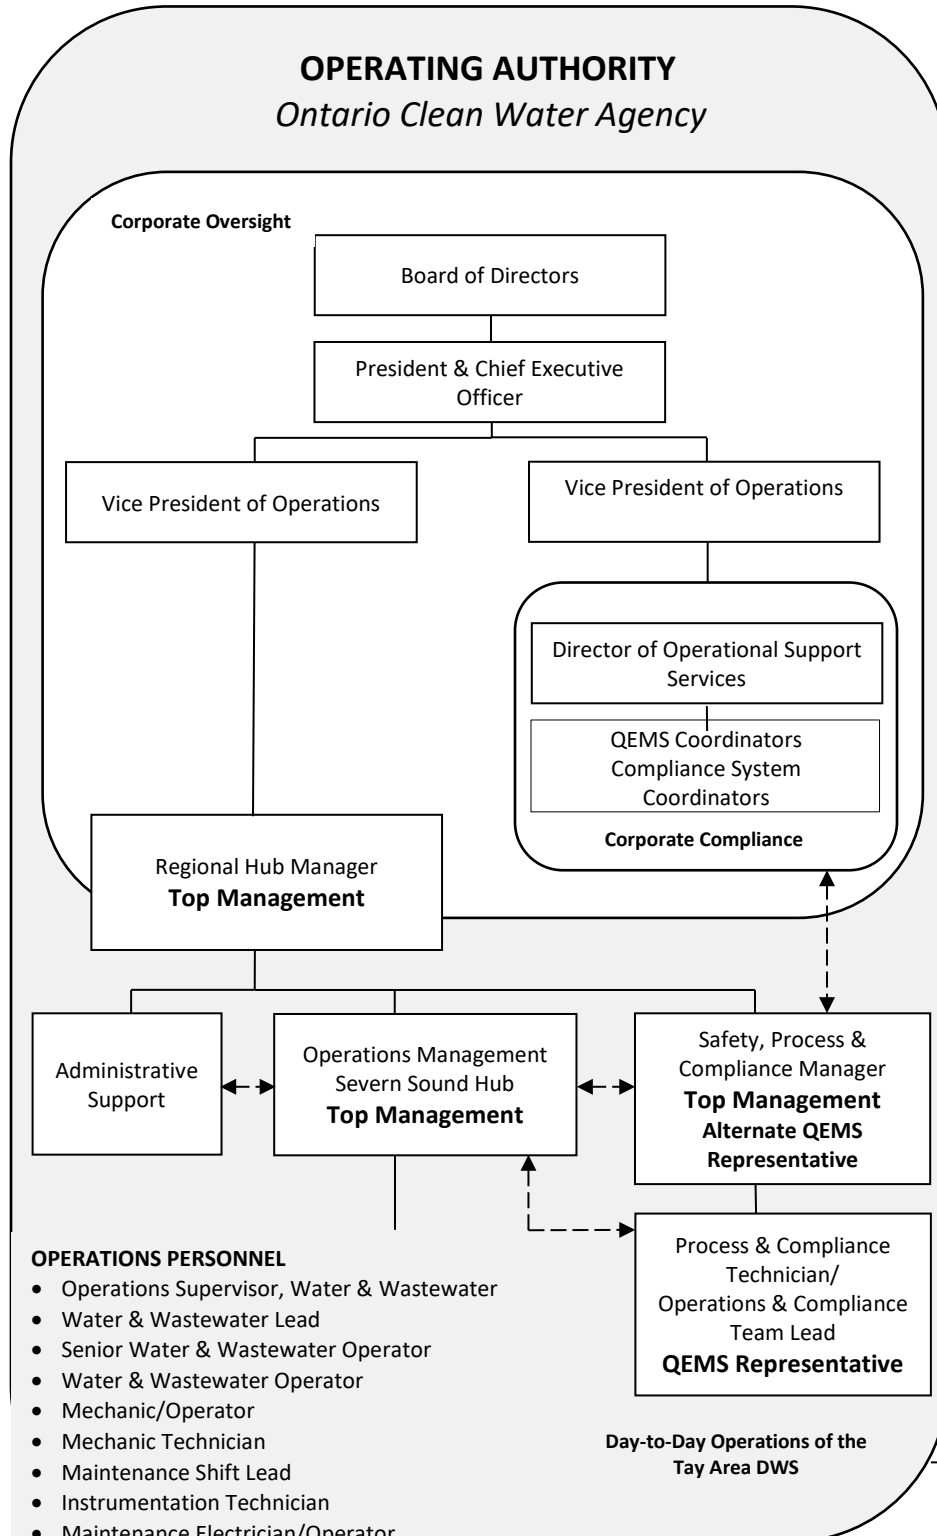 OPERATING AUTHORITY
Ontario Clean Water Agency
Corporate Oversight
Board of Directors
President & Chief Executive
Officer
Vice President of Operations
Vice President of Operations
Director of Operational Support
Services
QEMS Coordinators
Compliance System
Coordinators
Corporate Compliance
Regional Hub Manager
Top Management
Administrative
Support
Operations Management
Severn Sound Hub
Top Management
Safety, Process &
Compliance Manager
Top Management
Alternate QEMS
Representative
Process & Compliance
Technician/
Operations & Compliance
Team Lead
QEMS Representative
OPERATIONS PERSONNEL
• Operations Supervisor, Water & Wastewater
• Water & Wastewater Lead
• Senior Water & Wastewater Operator
• Water & Wastewater Operator
• Mechanic/Operator
• Mechanic Technician
• Maintenance Shift Lead
• Instrumentation Technician
• Maintenance Electrician/Operator
Day-to-Day Operations of the
Tay Area DWS